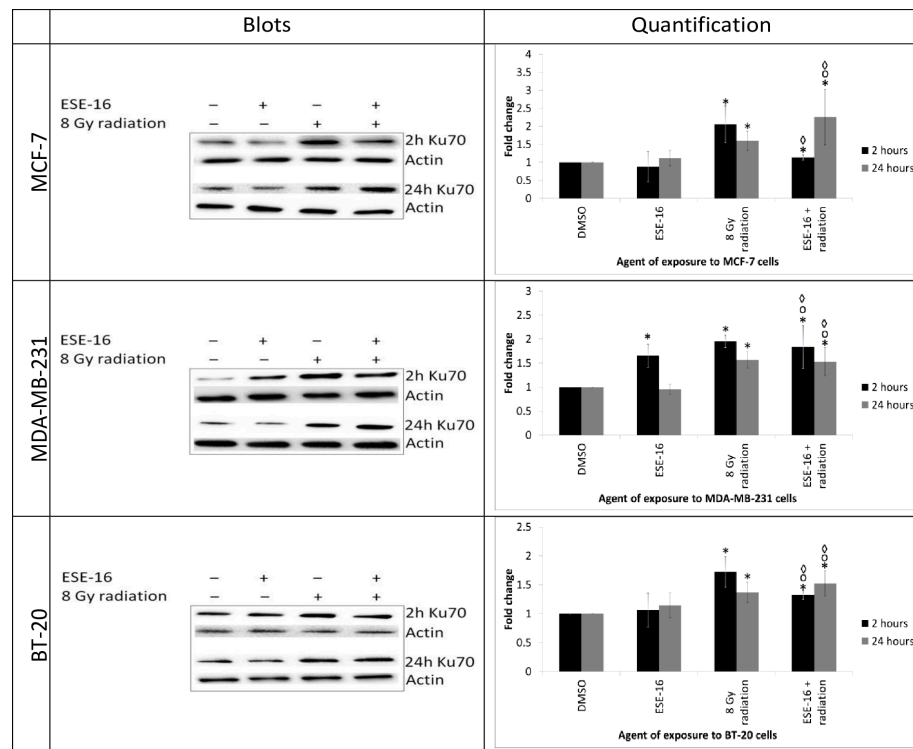 Blots
Quantification
MCF-7
ESE-16 – + – +
8 Gy radiation – – + +
2h Ku70
Actin
24h Ku70
Actin
Fold change
4
3.5
3
2.5
2
1.5
1
0.5
0
* * ◊ * ◊ ¤ *
DMSO
ESE-16
8 Gy radiation
ESE-16 + radiation
Agent of exposure to MCF-7 cells
2 hours
24 hours
MDA-MB-231
ESE-16 – + – +
8 Gy radiation – – + +
2h Ku70
Actin
24h Ku70
Actin
Fold change
3
2.5
2
1.5
1
0.5
0
* * * ◊ ¤ * ◊ ¤ *
DMSO
ESE-16
8 Gy radiation
ESE-16 + radiation
Agent of exposure to MDA-MB-231 cells
2 hours
24 hours
BT-20
ESE-16 – + – +
8 Gy radiation – – + +
2h Ku70
Actin
24h Ku70
Actin
Fold change
2.5
2
1.5
1
0.5
0
* * ◊ ¤ * ◊ ¤ *
DMSO
ESE-16
8 Gy radiation
ESE-16 + radiation
Agent of exposure to BT-20 cells
2 hours
24 hours